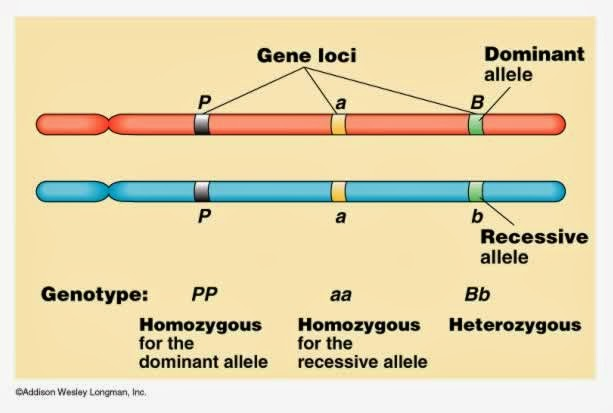 Gene loci
Dominant
allele
P
a
B
P
a
b
Recessive
allele
Genotype:
PP
aa
Bb
Homozygous
for the
dominant allele
Homozygous
for the
recessive allele
Heterozygous
©Addison Wesley Longman, Inc.